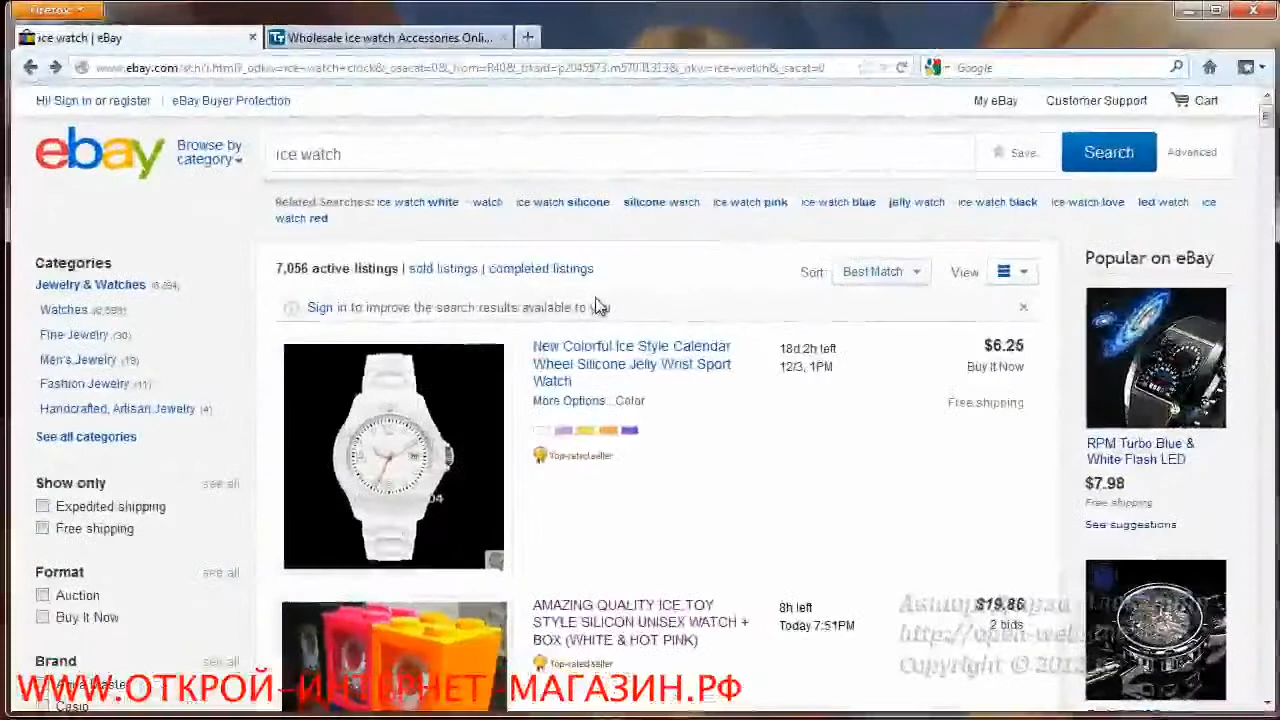 Firefox
ice watch | eBay
Wholesale ice watch Accessories Onli...
Google
Hi! Sign in or register | eBay Buyer Protection
My eBay Customer Support Cart
ebay
Browse by category
ice watch
Save
Search
Advanced
Related Searches: ice watch white watch ice watch silicone silicone watch ice watch pink ice watch blue jelly watch ice watch black ice watch love led watch ice
watch red
Categories
Jewelry & Watches
Watches
Fine Jewelry (30)
Men's Jewelry
Fashion Jewelry (11)
Handcrafted, Artisan Jewelry (4)
See all categories
Show only see all
Expedited shipping
Free shipping
Format see all
Auction
Buy It Now
Brand see all
Casio
7,056 active listings | sold listings | completed listings
Sort: Best Match View
Sign in to improve the search results available to you
New Colorful Ice Style Calendar
Wheel Silicone Jelly Wrist Sport
Watch
More Options...Color
Top-rated seller
18d 2h left
12/3, 1PM
$6.25
Buy It Now
Free shipping
AMAZING QUALITY ICE TOY
STYLE SILICON UNISEX WATCH +
BOX (WHITE & HOT PINK)
Top-rated seller
8h left
Today 7:51PM
$19.86
2 bids
Popular on eBay
RPM Turbo Blue &
White Flash LED
$7.98
Free shipping
See suggestions
WWW.ОТКРОЙ-ИНТЕРНЕТ-МАГАЗИН.РФ